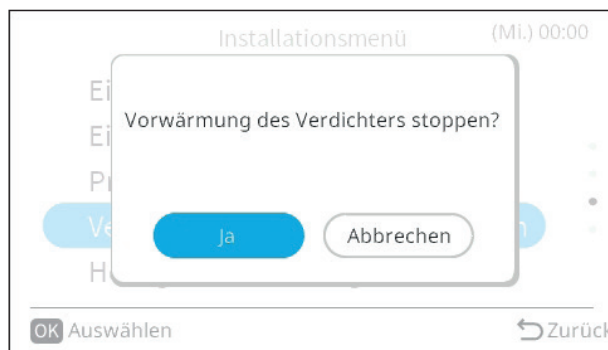 Installationsmenü
(Mi.) 00:00
Vorwärmung des Verdichters stoppen?
Ja
Abbrechen
OK Auswählen
Zurück